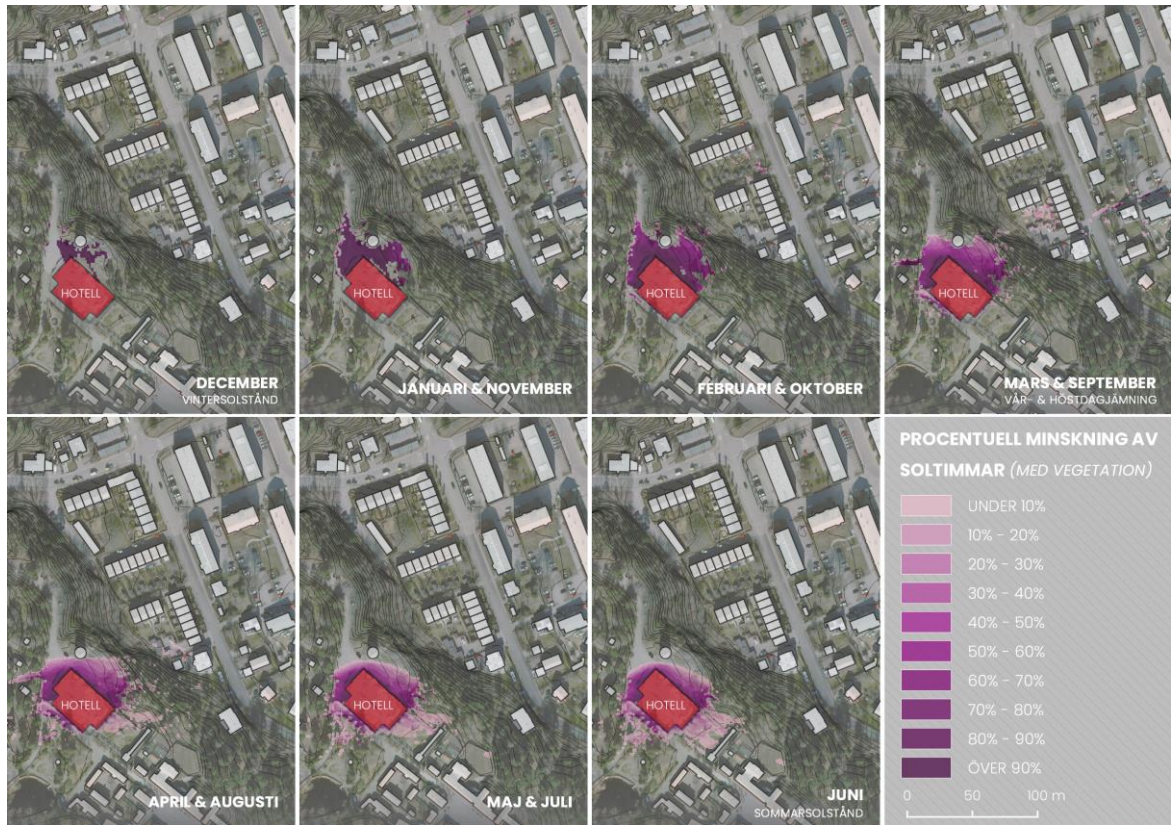 HOTELL
DECEMBER
VINTERSOLSTÅND
HOTELL
JANUARI & NOVEMBER
HOTELL
FEBRUARI & OKTOBER
HOTELL
MARS & SEPTEMBER
VÅR- & HÖSTDAGJÄMNING
HOTELL
APRIL & AUGUSTI
HOTELL
MAJ & JULI
HOTELL
JUNI
SOMMARSOLSTÅND
PROCENTUELL MINSKNING AV
SOLTIMMAR (MED VEGETATION)
UNDER 10%
10% - 20%
20% - 30%
30% - 40%
40% - 50%
50% - 60%
60% - 70%
70% - 80%
80% - 90%
ÖVER 90%
0 50 100 m